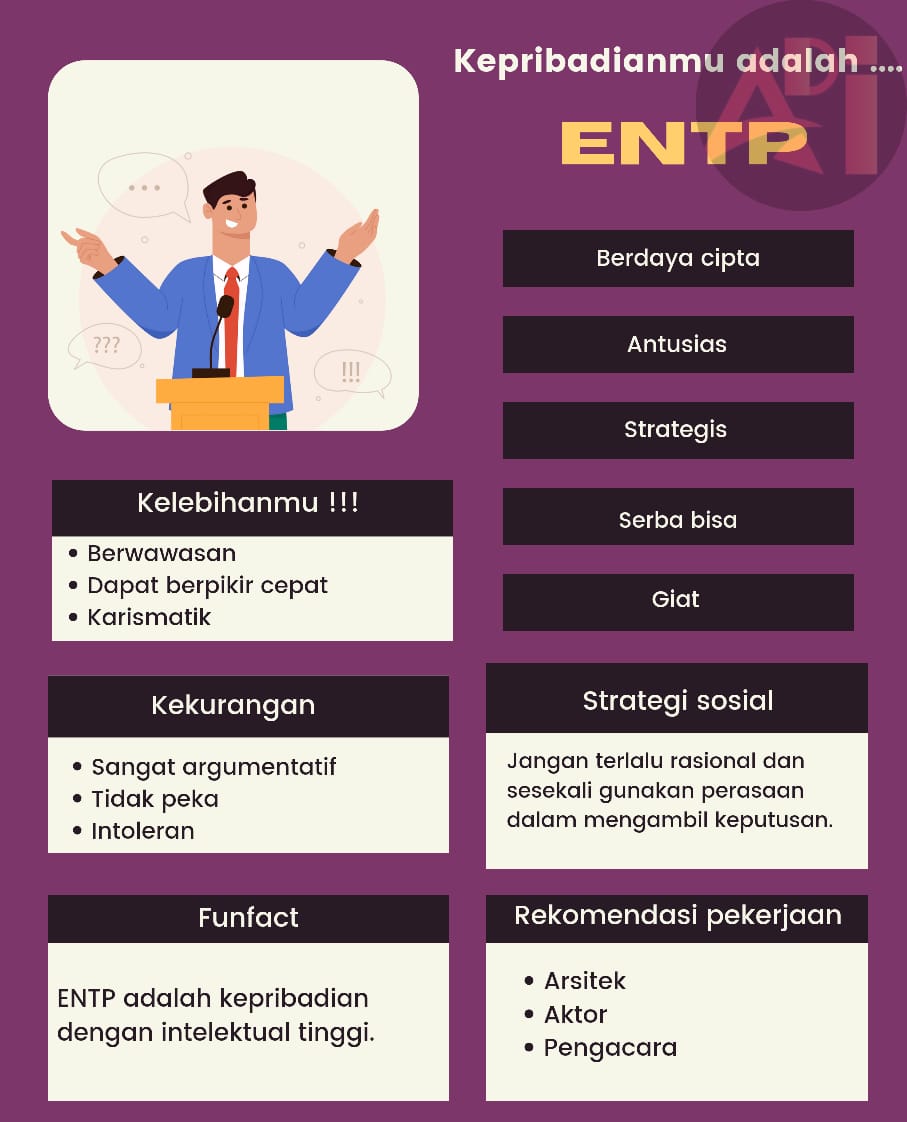 Kepribadianmu adalah ....
ENTP
...
???
!!!
Berdaya cipta
Antusias
Strategis
Serba bisa
Giat
Kelebihanmu !!!
• Berwawasan
• Dapat berpikir cepat
• Karismatik
Kekurangan
• Sangat argumentatif
• Tidak peka
• Intoleran
Strategi sosial
Jangan terlalu rasional dan
sesekali gunakan perasaan
dalam mengambil keputusan.
Funfact
ENTP adalah kepribadian
dengan intelektual tinggi.
Rekomendasi pekerjaan
• Arsitek
• Aktor
• Pengacara